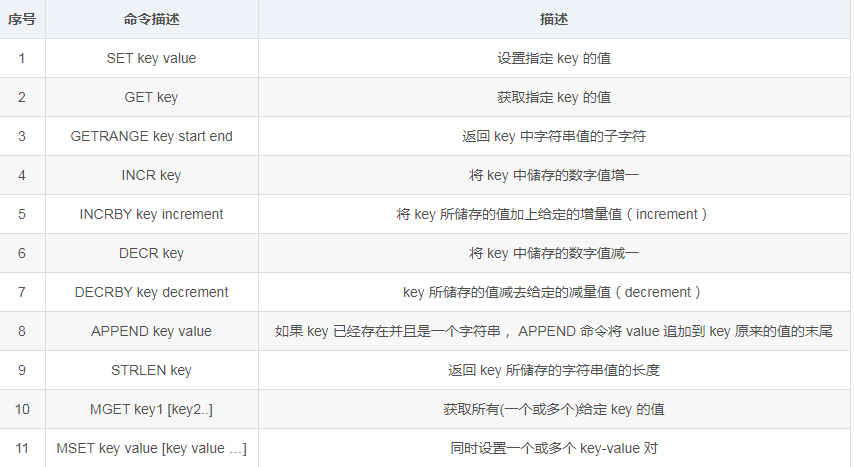 序号 命令描述 描述
1 SET key value 设置指定 key 的值
2 GET key 获取指定 key 的值
3 GETRANGE key start end 返回 key 中字符串值的子字符
4 INCR key 将 key 中储存的数字值增一
5 INCRBY key increment 将 key 所储存的值加上给定的增量值（increment）
6 DECR key 将 key 中储存的数字值减一
7 DECRBY key decrement key 所储存的值减去给定的减量值（decrement）
8 APPEND key value 如果 key 已经存在并且是一个字符串， APPEND 命令将 value 追加到 key 原来的值的末尾
9 STRLEN key 返回 key 所储存的字符串值的长度
10 MGET key1 [key2..] 获取所有(一个或多个)给定 key 的值
11 MSET key value [key value …] 同时设置一个或多个 key-value 对